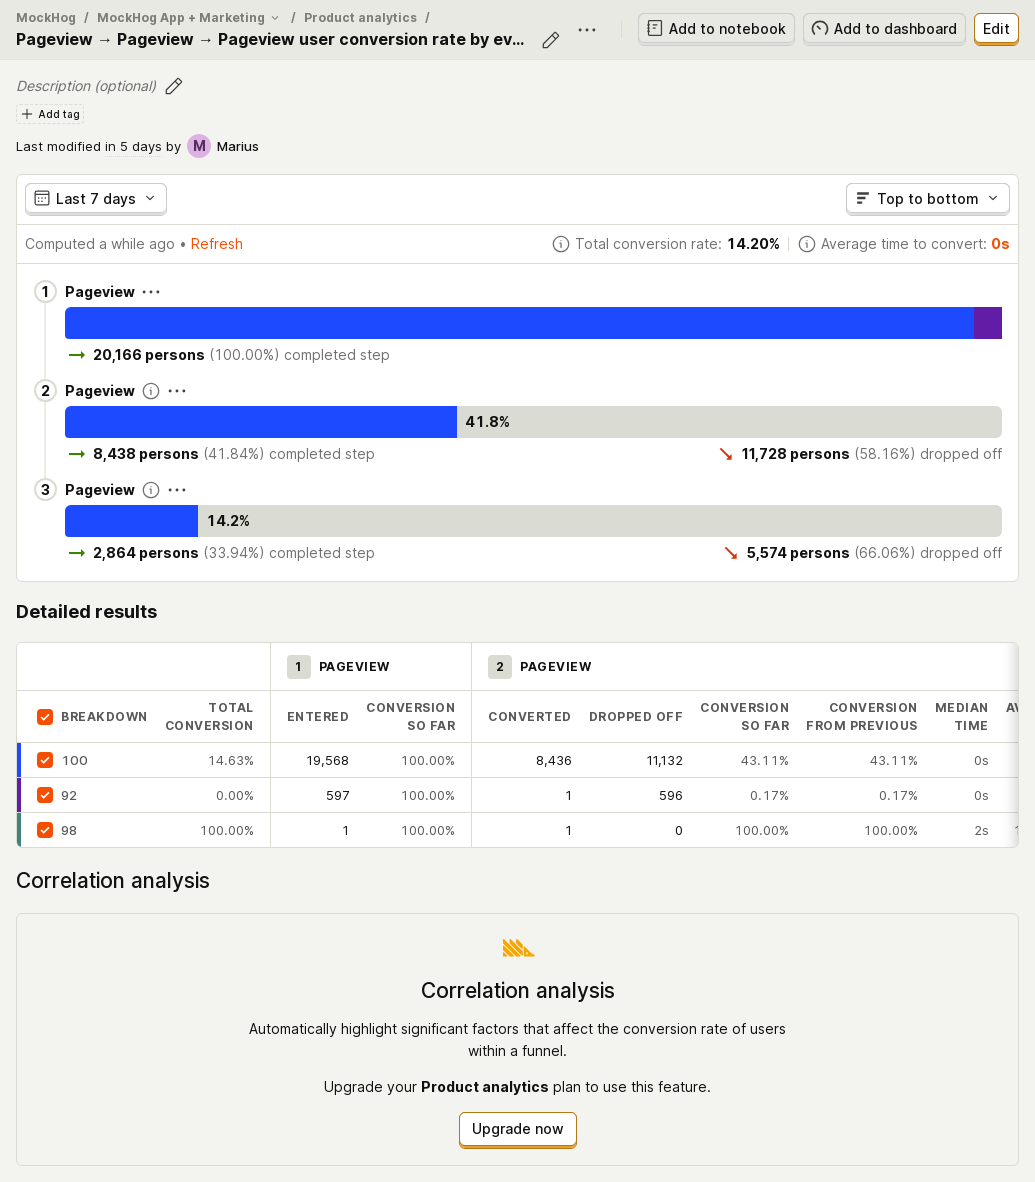 MockHog / MockHog App + Marketing / Product analytics /
Pageview → Pageview → Pageview user conversion rate by ev...
Add to notebook
Add to dashboard
Edit
Description (optional)
Add tag
Last modified in 5 days by M Marius
Last 7 days
Top to bottom
Computed a while ago • Refresh
Total conversion rate: 14.20%
Average time to convert: 0s
1 Pageview
20,166 persons (100.00%) completed step
2 Pageview
41.8%
8,438 persons (41.84%) completed step
11,728 persons (58.16%) dropped off
3 Pageview
14.2%
2,864 persons (33.94%) completed step
5,574 persons (66.06%) dropped off
Detailed results
1 PAGEVIEW
2 PAGEVIEW
BREAKDOWN TOTAL CONVERSION ENTERED CONVERSION SO FAR CONVERTED DROPPED OFF CONVERSION SO FAR CONVERSION FROM PREVIOUS MEDIAN TIME
100 14.63% 19,568 100.00% 8,436 11,132 43.11% 43.11% 0s
92 0.00% 597 100.00% 1 596 0.17% 0.17% 0s
98 100.00% 1 100.00% 1 0 100.00% 100.00% 2s
Correlation analysis
Correlation analysis
Automatically highlight significant factors that affect the conversion rate of users
within a funnel.
Upgrade your Product analytics plan to use this feature.
Upgrade now